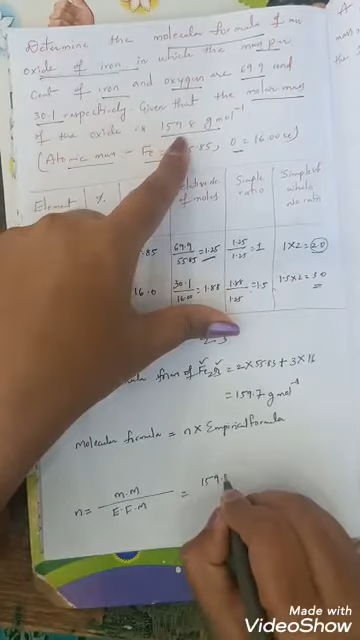 Determine the molecular formula of an
oxide of iron in which the mass per
cent of iron and oxygen are 69.9 and
30.1 respectively. Given that the molar mass
of the oxide is 159.8 g mol⁻¹
(Atomic mass - Fe = 55.85, O = 16.00
Element % Relative no of moles Simple ratio Simplest whole no ratio
.85 69.9/55.85 = 1.25 1.25/1.25 = 1 1×2 = 2.0
16.0 30.1/16.00 = 1.88 1.88/1.25 = 1.5 1.5×2 = 3.0
of Fe2O3 = 2×55.85 + 3×16
= 159.7 g mol⁻¹
Molecular formula = n × Empirical formula
n = M.M / E.F.M = 159.8
Made with
VivaVideo